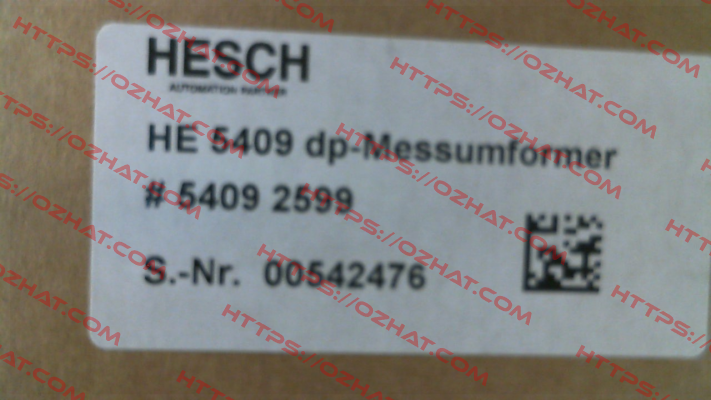 HESCH
AUTOMATION PARTNER
HE 5409 dp-Messumformer
# 5409 2599
S.-Nr. 00542476
HTTPS://OZHAT.COM